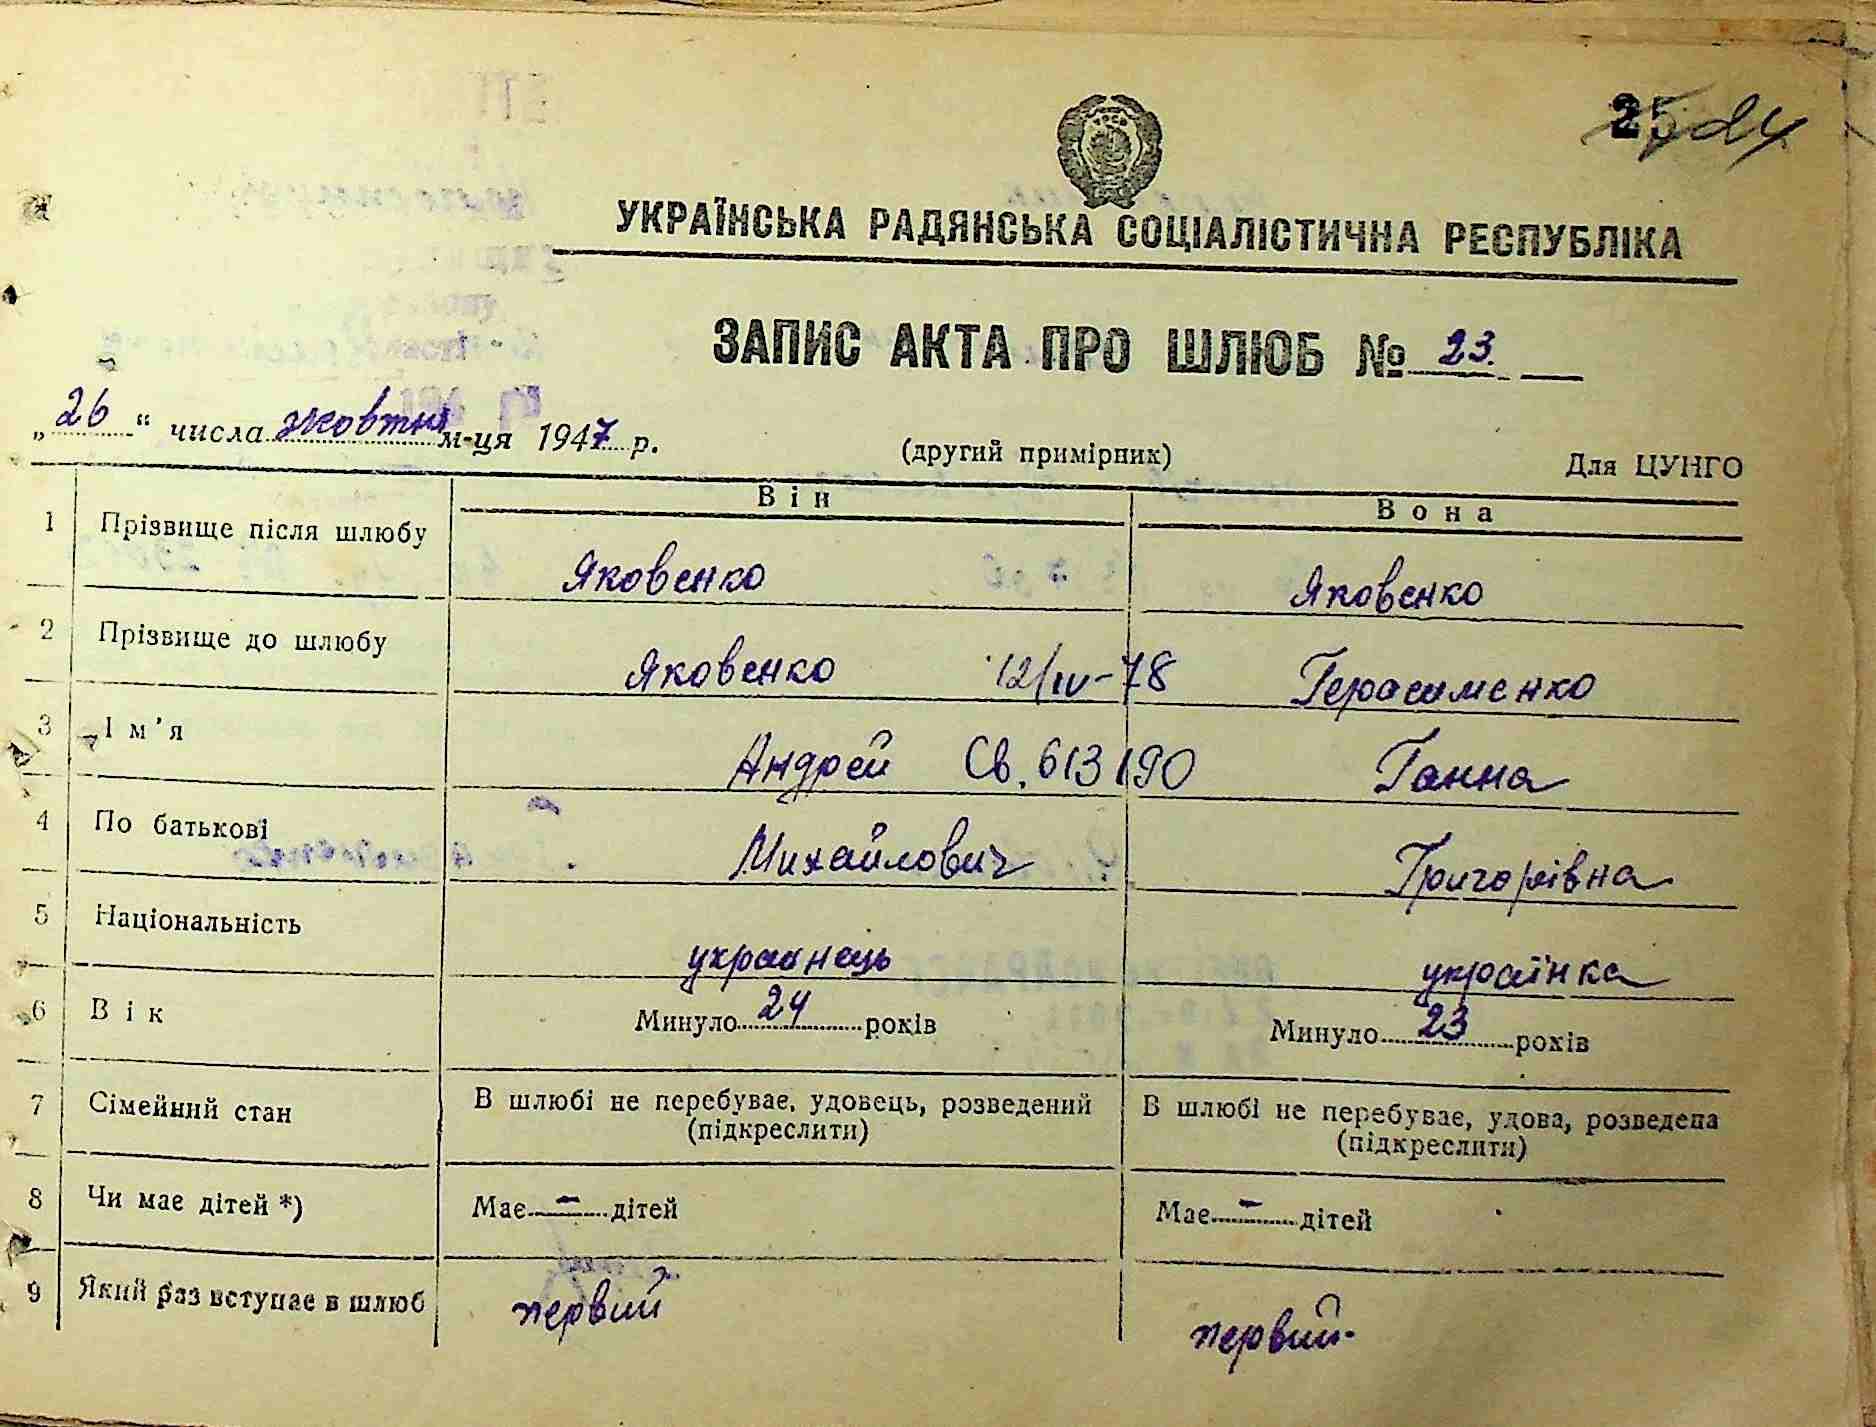 25 24
УКРАЇНСЬКА РАДЯНСЬКА СОЦІАЛІСТИЧНА РЕСПУБЛІКА
ЗАПИС АКТА ПРО ШЛЮБ № 23.
„26“ числа жовтня м-ця 1947 р.
(другий примірник)
Для ЦУНГО
Він Вона
1 Прізвище після шлюбу Яковенко Яковенко
2 Прізвище до шлюбу Яковенко 12/IV-78 Герасименко
3 Ім'я Андрей Св. 613190 Ганна
4 По батькові Михайлович Григорівна
5 Національність украінець українка
6 Вік Минуло 24 років Минуло 23 років
7 Сімейний стан В шлюбі не перебуває, удовець, розведений В шлюбі не перебуває, удова, розведена
(підкреслити) (підкреслити)
8 Чи має дітей *) Має - дітей Має - дітей
9 Який раз вступає в шлюб первий первий.